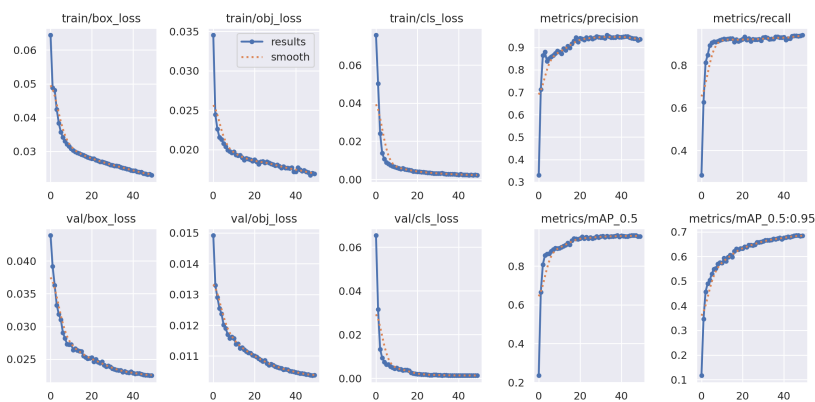 train/box_loss
0.06
0.05
0.04
0.03
0 20 40
train/obj_loss
0.035
0.030
0.025
0.020
0 20 40
results
smooth
train/cls_loss
0.06
0.04
0.02
0.00
0 20 40
metrics/precision
0.9
0.8
0.7
0.6
0.5
0.4
0.3
0 20 40
metrics/recall
0.8
0.6
0.4
0 20 40
val/box_loss
0.040
0.035
0.030
0.025
0 20 40
val/obj_loss
0.015
0.014
0.013
0.012
0.011
0 20 40
val/cls_loss
0.06
0.04
0.02
0.00
0 20 40
metrics/mAP_0.5
0.8
0.6
0.4
0.2
0 20 40
metrics/mAP_0.5:0.95
0.7
0.6
0.5
0.4
0.3
0.2
0.1
0 20 40